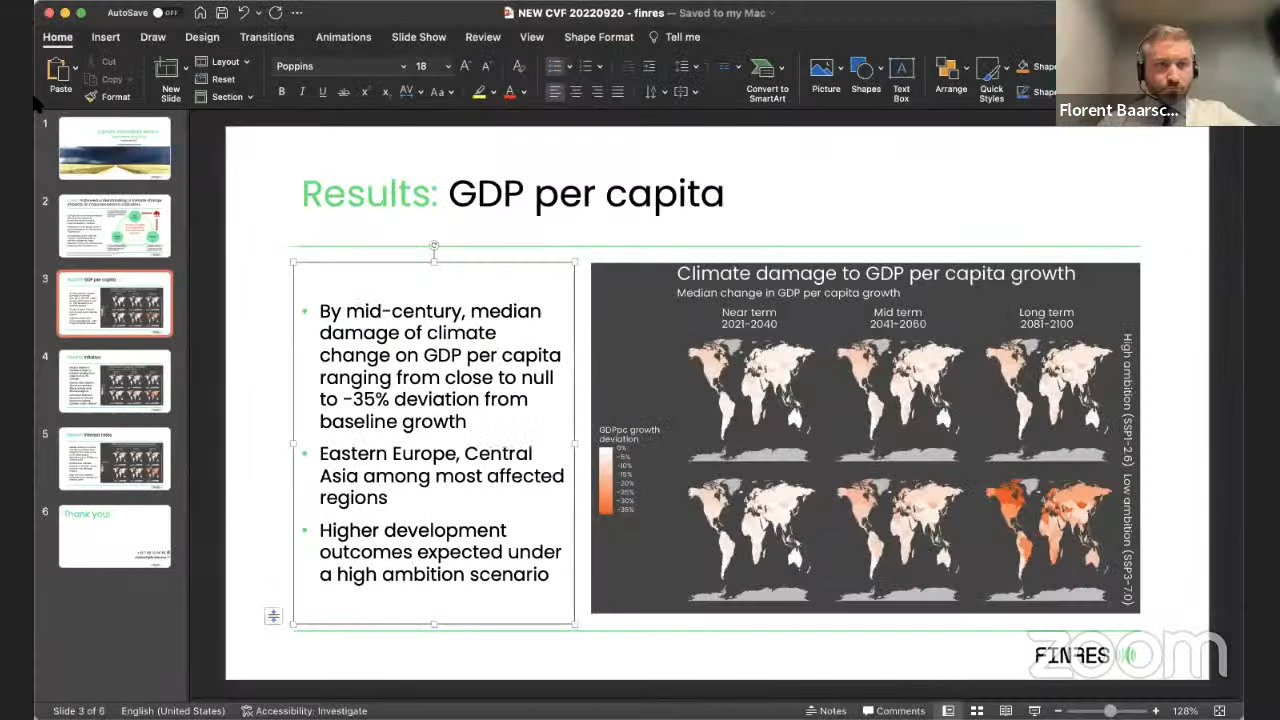 AutoSave OFF
NEW CVF 20220920 - finres — Saved to my Mac
Home Insert Draw Design Transitions Animations Slide Show Review View Shape Format Tell me
Paste
Cut
Copy
Format
New Slide
Layout
Reset
Section
Poppins 18
Convert to SmartArt
Picture
Shapes
Text Box
Arrange
Quick Styles
Florent Baarsc...
1
2
3
4
5
6
Thank you!
Results: GDP per capita
• By mid-century, median
damage of climate
change on GDP per capita
ranging from close to null
to -35% deviation from
baseline growth
• Eastern Europe, Central
Asia among most affected
regions
• Higher development
outcomes expected under
a high ambition scenario
Climate damage to GDP per capita growth
Median change in GDP per capita growth
Near term
2021-2040
Mid term
2041-2060
Long term
2081-2100
High ambition (SSP1-2.6)
Low ambition (SSP3-7.0)
GDPpc growth
deviation
0%
-5%
-10%
-15%
-20%
-25%
-30%
-35%
FINRES
zoom
Slide 3 of 6 English (United States) Accessibility: Investigate
Notes Comments 128%